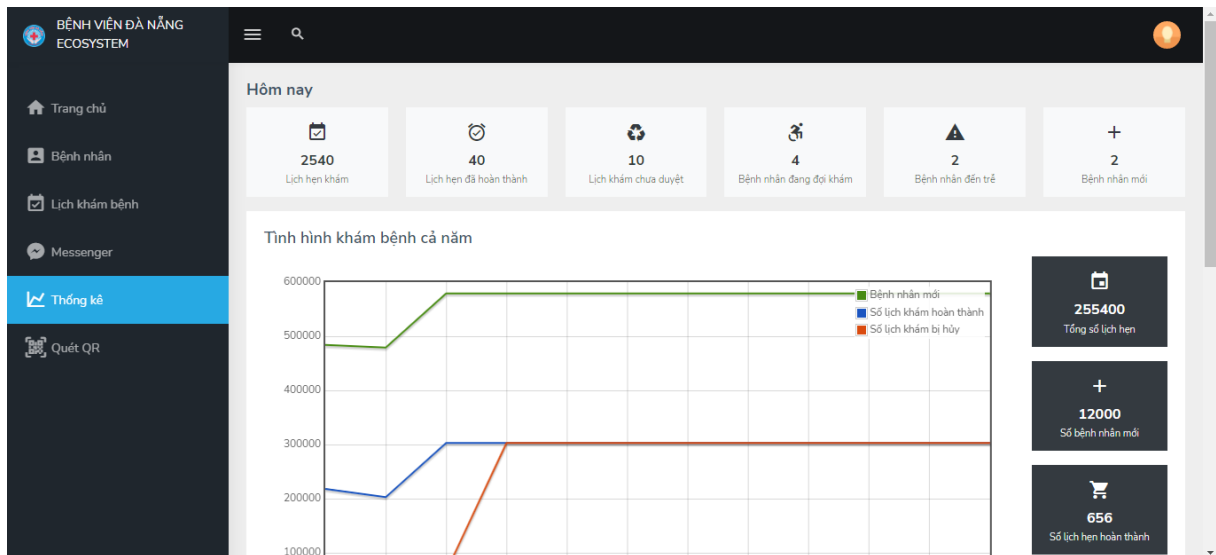 BỆNH VIỆN ĐÀ NẴNG
ECOSYSTEM
Trang chủ
Bệnh nhân
Lịch khám bệnh
Messenger
Thống kê
Quét QR
Hôm nay
2540
Lịch hẹn khám
40
Lịch hẹn đã hoàn thành
10
Lịch khám chưa duyệt
4
Bệnh nhân đang đợi khám
2
Bệnh nhân đến trễ
2
Bệnh nhân mới
Tình hình khám bệnh cả năm
600000
500000
400000
300000
200000
100000
Bệnh nhân mới
Số lịch khám hoàn thành
Số lịch khám bị hủy
255400
Tổng số lịch hẹn
12000
Số bệnh nhân mới
656
Số lịch hẹn hoàn thành